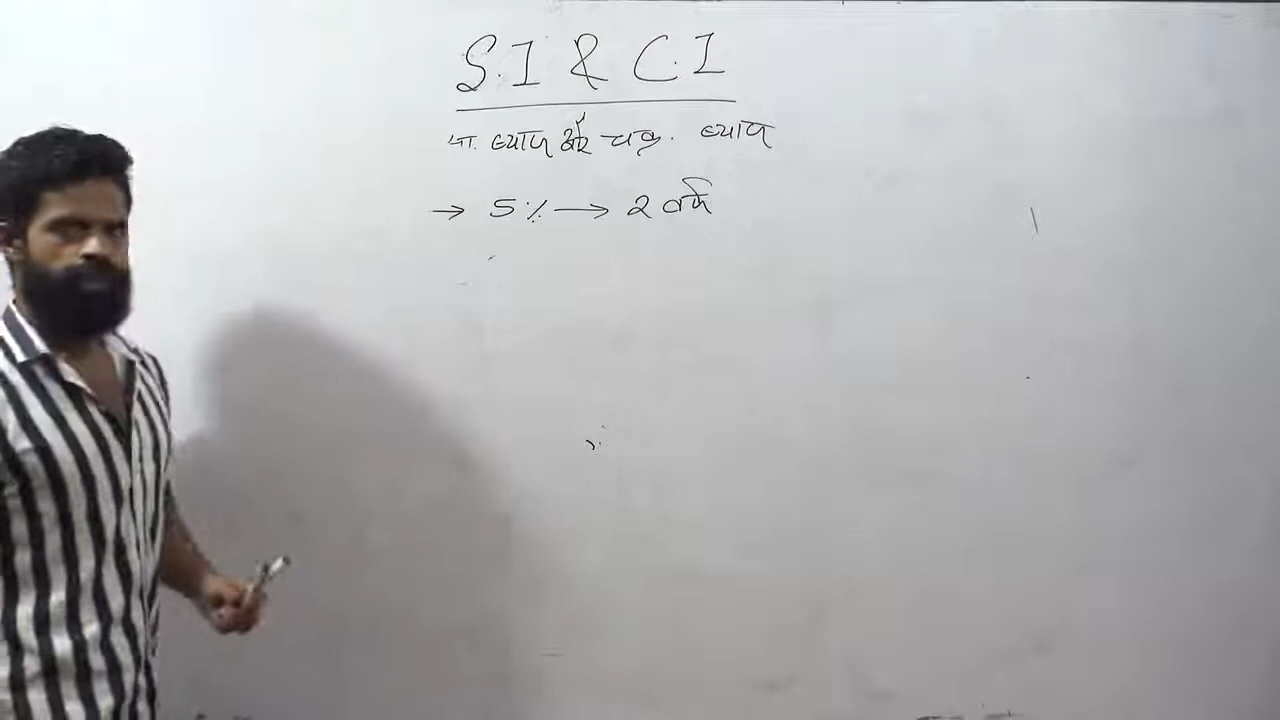 S.I & C.I
सा. ब्याज और चक्र. ब्याज
→ 5% → 2 वर्ष